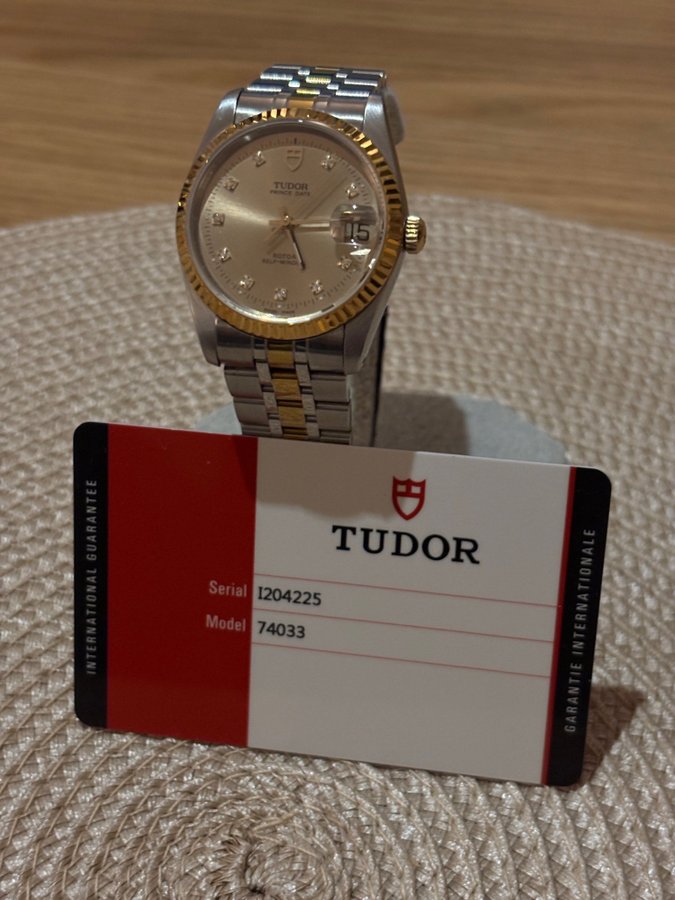 TUDOR
PRINCE DATE
15
ROTOR
SELF-WINDING
INTERNATIONAL GUARANTEE
TUDOR
Serial I204225
Model 74033
GARANTIE INTERNATIONALE